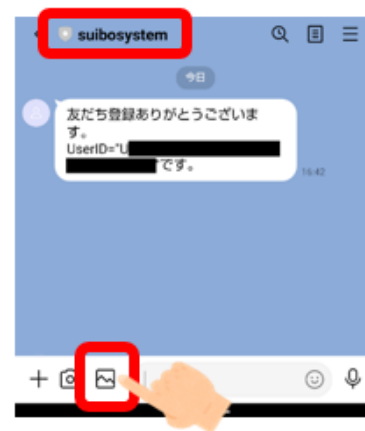 suibosystem
今日
友だち登録ありがとうございま
す。
UserID="U
です。
16:42